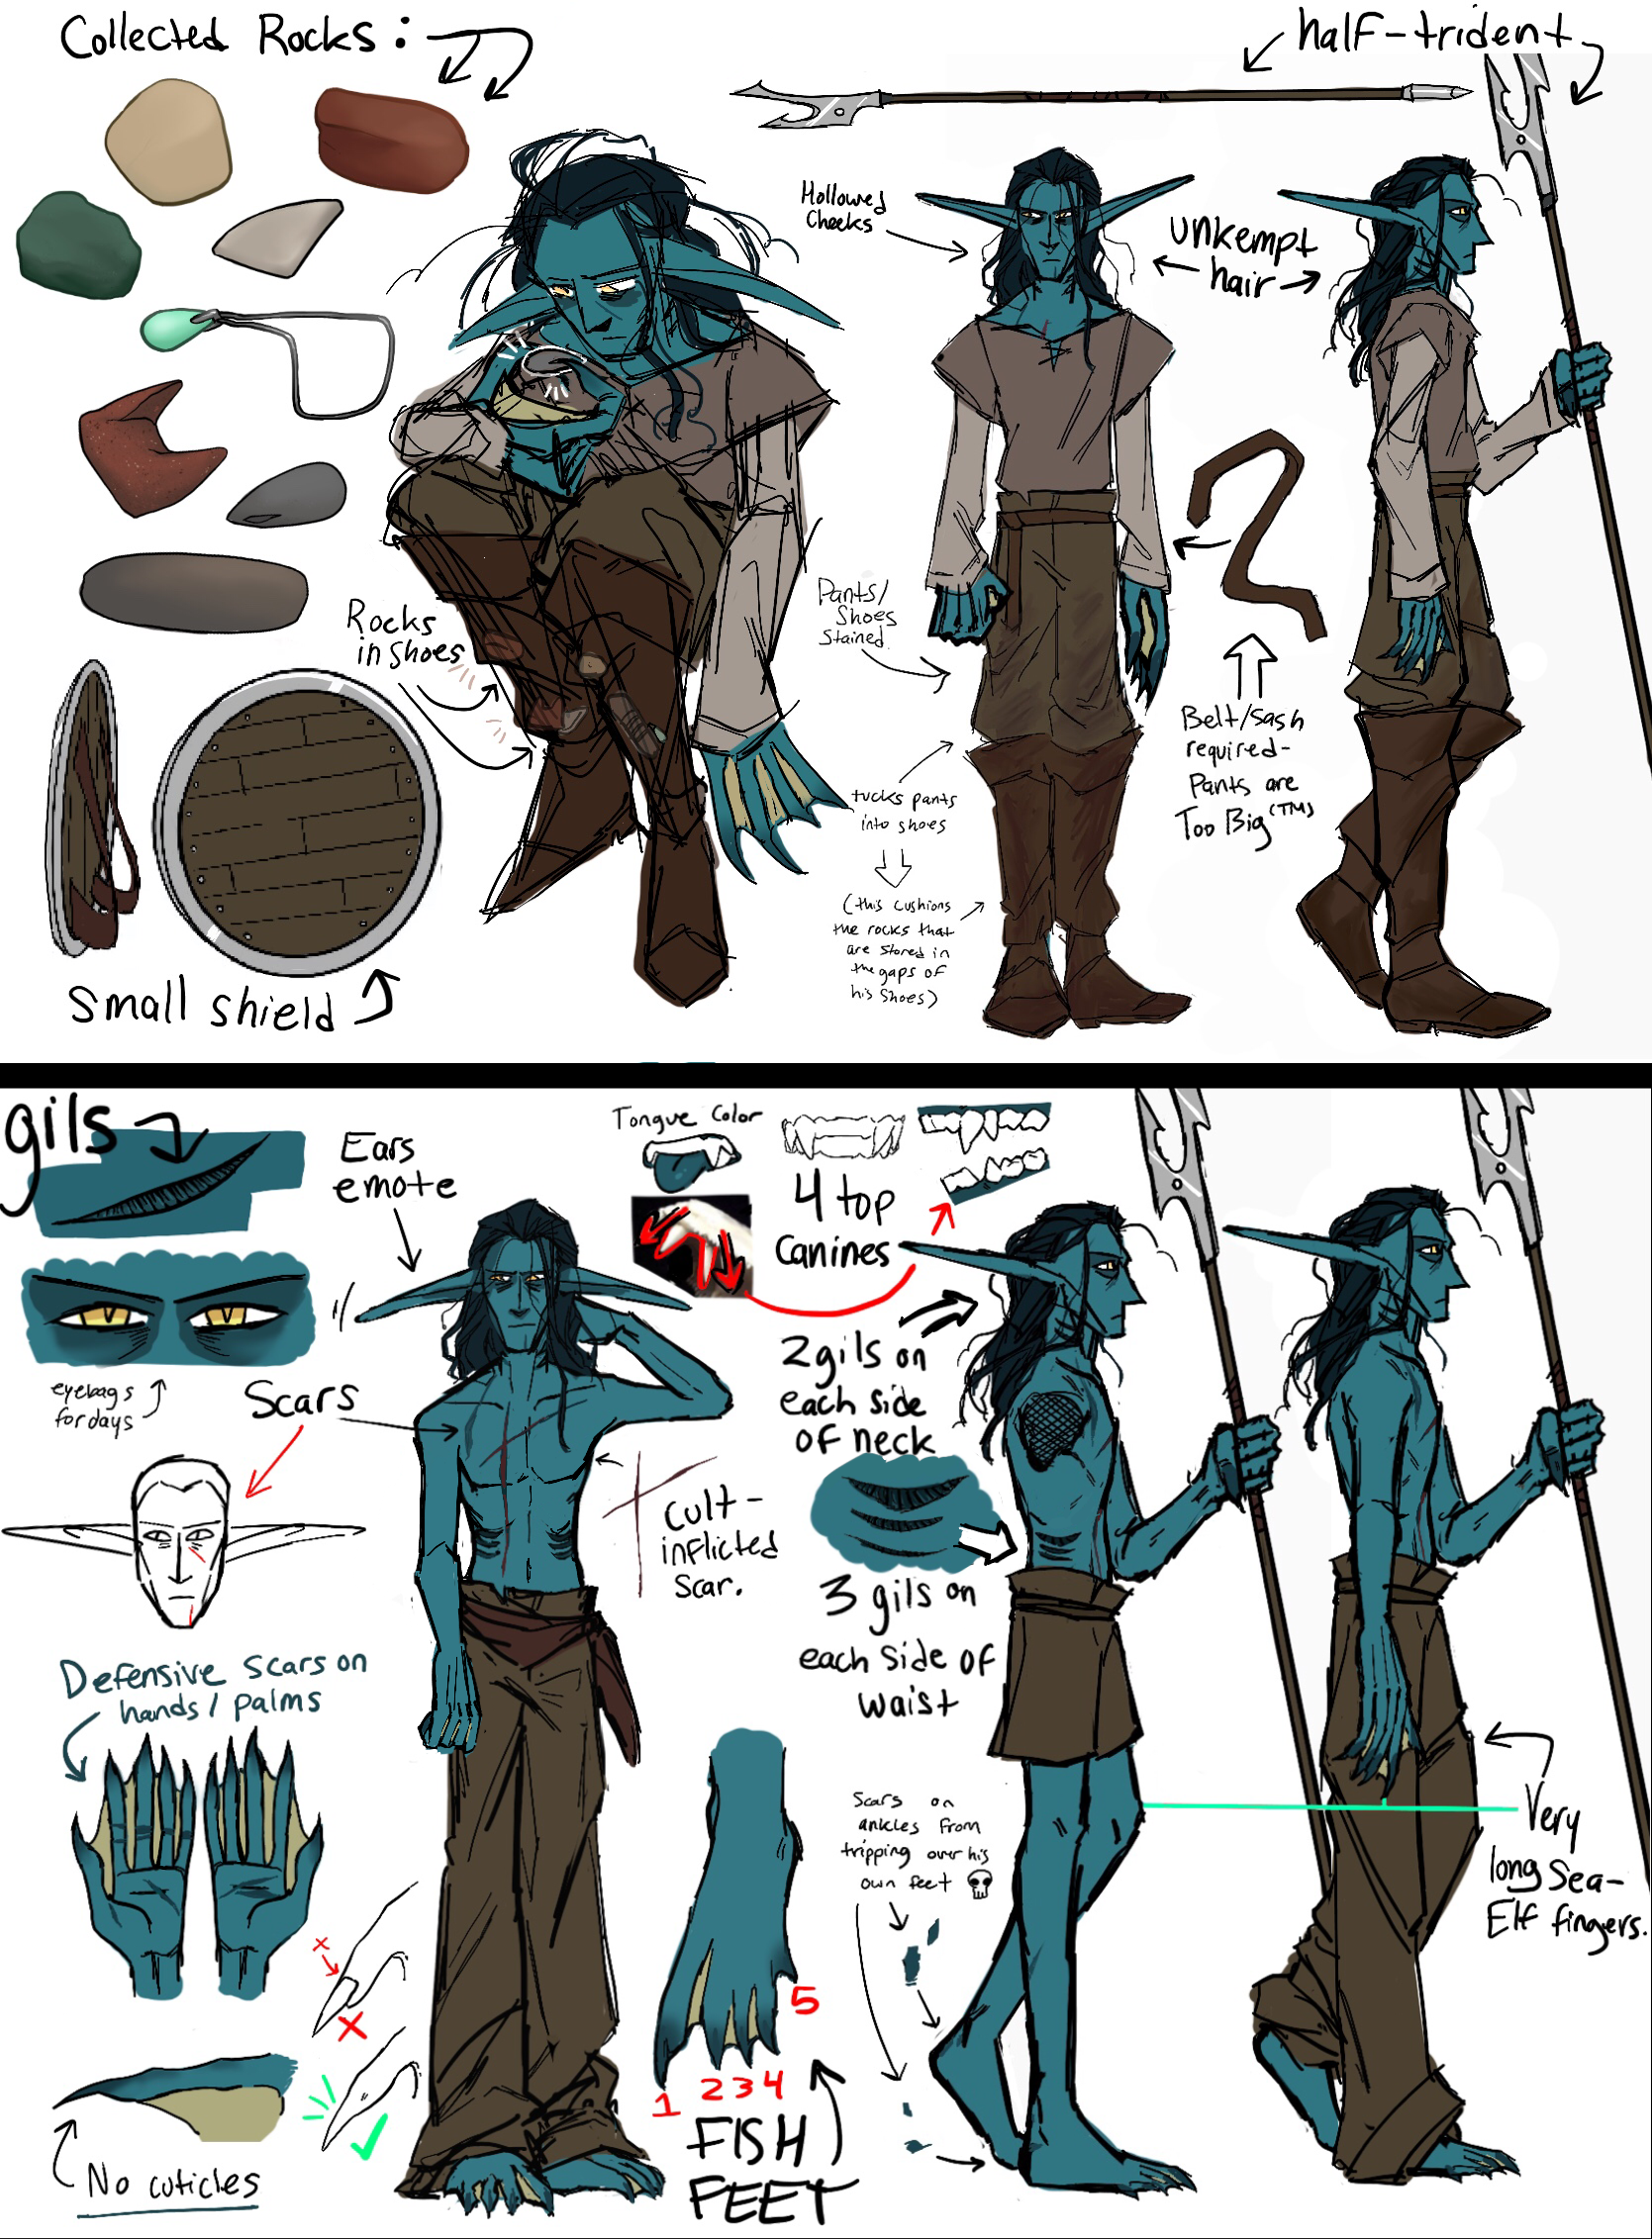 Collected Rocks:
half-trident
Hollowed
Cheeks
unkempt
hair
Rocks
in shoes
Pants/
Shoes
Stained
Belt/Sash
required-
Pants are
Too Big (TM)
tucks pants
into shoes
(this cushions
the rocks that
are stored in
the gaps of
his shoes)
Small shield
gils
Ears
emote
Tongue Color
4 top
Canines
eyebags
for days
Scars
2 gils on
each side
of neck
Cult-
inflicted
Scar.
3 gils on
each side of
waist
Defensive scars on
hands/palms
Scars on
ankles from
tripping over his
own feet
Very
long Sea-
Elf fingers.
x
x
5
1 2 3 4
FISH
FEET
No cuticles